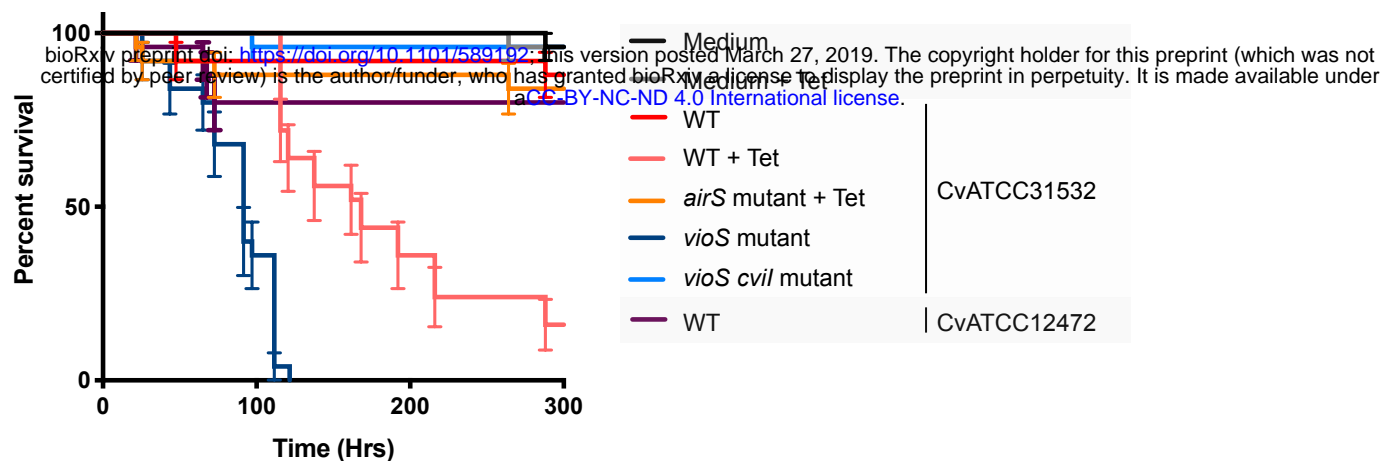 100
Medium
bioRxiv preprint doi: https://doi.org/10.1101/589192; this version posted March 27, 2019. The copyright holder for this preprint (which was not
certified by peer review) is the author/funder, who has granted bioRxiv a license to display the preprint in perpetuity. It is made available under
Medium + Tet
aCC-BY-NC-ND 4.0 International license.
WT
WT + Tet
airS mutant + Tet
CvATCC31532
vioS mutant
vioS cviI mutant
WT
CvATCC12472
Percent survival
50
0
0 100 200 300
Time (Hrs)